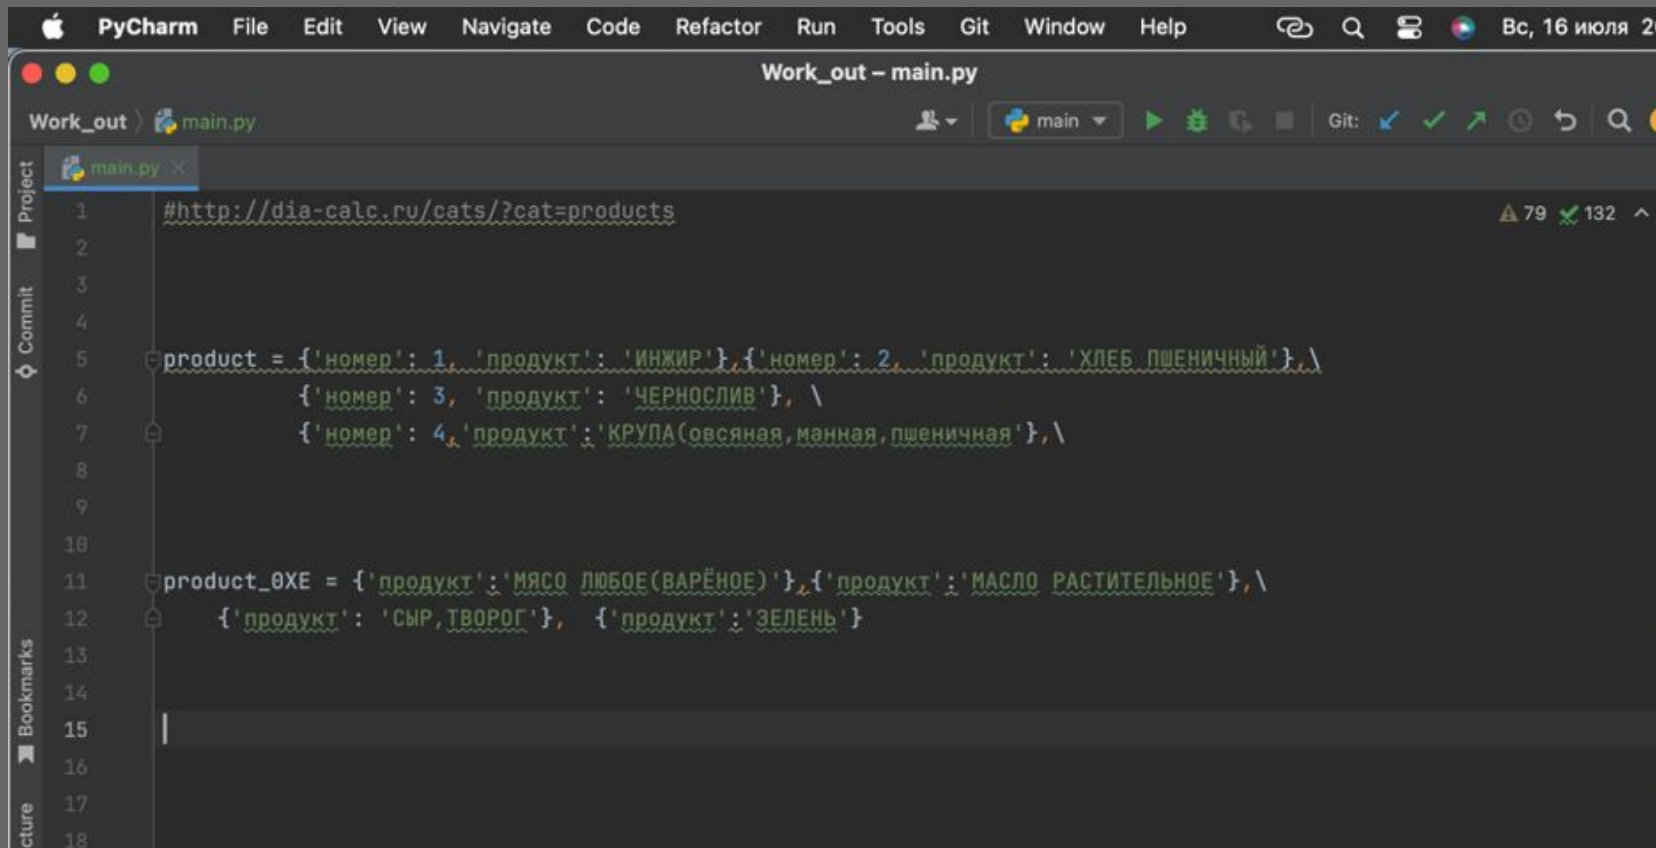 PyCharm File Edit View Navigate Code Refactor Run Tools Git Window Help Вс, 16 июля
Work_out – main.py
Work_out main.py main Git:
main.py
Project
Commit
Bookmarks
1 #http://dia-calc.ru/cats/?cat=products 79 132
2
3
4
5 product = {'номер': 1, 'продукт': 'ИНЖИР'},{'номер': 2, 'продукт': 'ХЛЕБ ПШЕНИЧНЫЙ'},\
6 {'номер': 3, 'продукт': 'ЧЕРНОСЛИВ'}, \
7 {'номер': 4,'продукт':'КРУПА(овсяная,манная,пшеничная'},\
8
9
10
11 product_0XE = {'продукт':'МЯСО ЛЮБОЕ(ВАРЁНОЕ)'},{'продукт':'МАСЛО РАСТИТЕЛЬНОЕ'},\
12 {'продукт': 'СЫР,ТВОРОГ'}, {'продукт':'ЗЕЛЕНЬ'}
13
14
15
16
17
18